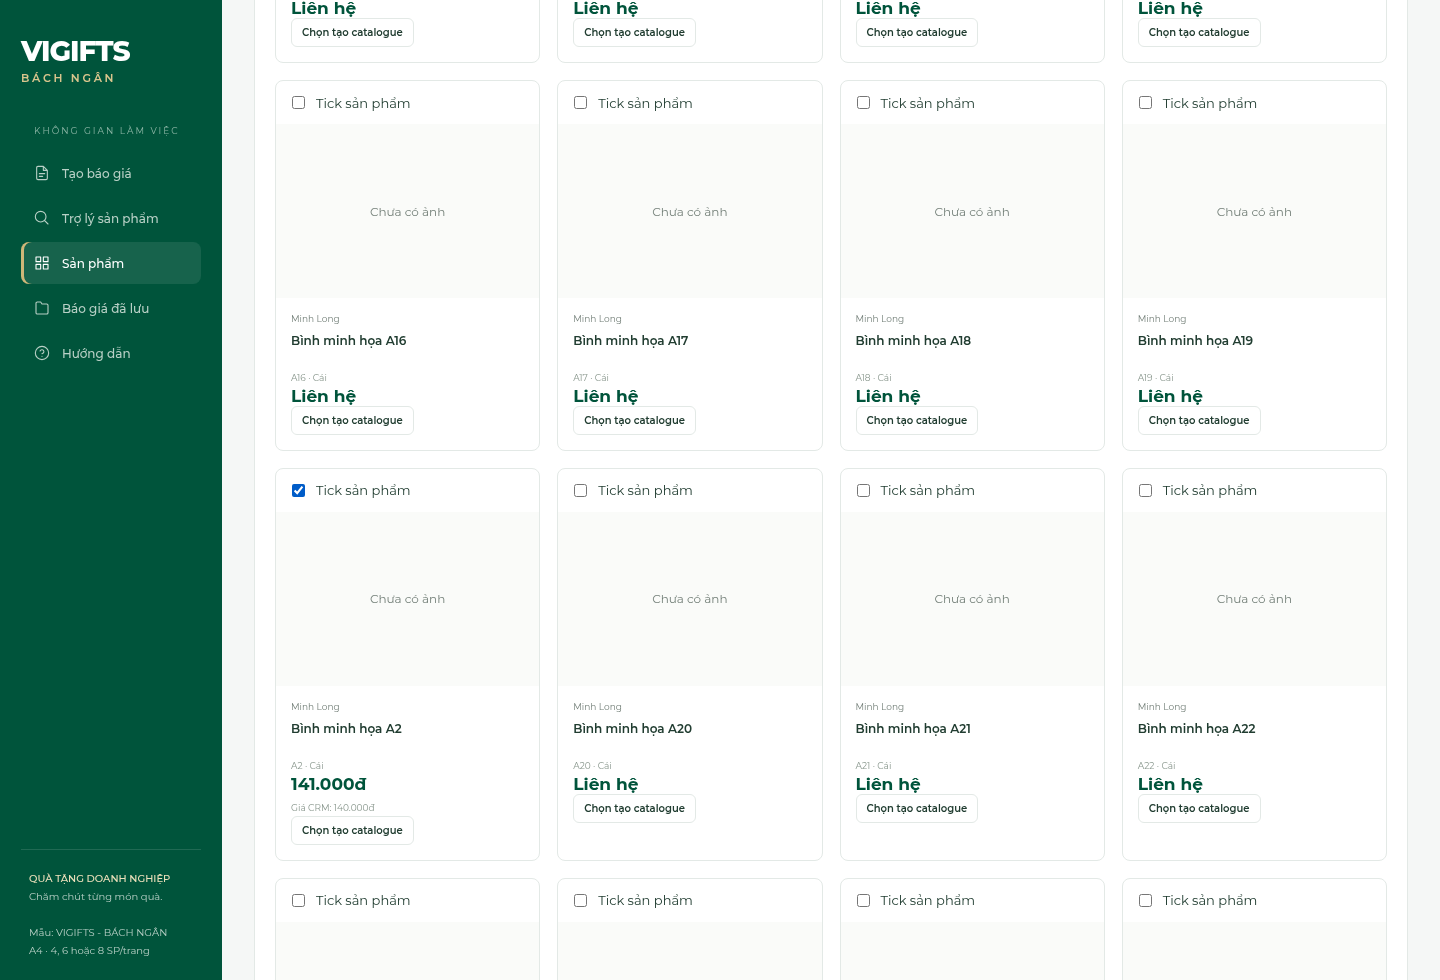 VIGIFTS
BÁCH NGÂN
KHÔNG GIAN LÀM VIỆC
Tạo báo giá
Trợ lý sản phẩm
Sản phẩm
Báo giá đã lưu
Hướng dẫn
QUÀ TẶNG DOANH NGHIỆP
Chăm chút từng món quà.
Mẫu: VIGIFTS - BÁCH NGÂN
A4 · 4, 6 hoặc 8 SP/trang
Liên hệ Liên hệ Liên hệ Liên hệ
Chọn tạo catalogue Chọn tạo catalogue Chọn tạo catalogue Chọn tạo catalogue
Tick sản phẩm Tick sản phẩm Tick sản phẩm Tick sản phẩm
Chưa có ảnh Chưa có ảnh Chưa có ảnh Chưa có ảnh
Minh Long Minh Long Minh Long Minh Long
Bình minh họa A16 Bình minh họa A17 Bình minh họa A18 Bình minh họa A19
A16 · Cái A17 · Cái A18 · Cái A19 · Cái
Liên hệ Liên hệ Liên hệ Liên hệ
Chọn tạo catalogue Chọn tạo catalogue Chọn tạo catalogue Chọn tạo catalogue
Tick sản phẩm Tick sản phẩm Tick sản phẩm Tick sản phẩm
Chưa có ảnh Chưa có ảnh Chưa có ảnh Chưa có ảnh
Minh Long Minh Long Minh Long Minh Long
Bình minh họa A2 Bình minh họa A20 Bình minh họa A21 Bình minh họa A22
A2 · Cái A20 · Cái A21 · Cái A22 · Cái
141.000đ Liên hệ Liên hệ Liên hệ
Giá CRM: 140.000đ
Chọn tạo catalogue Chọn tạo catalogue Chọn tạo catalogue Chọn tạo catalogue
Tick sản phẩm Tick sản phẩm Tick sản phẩm Tick sản phẩm